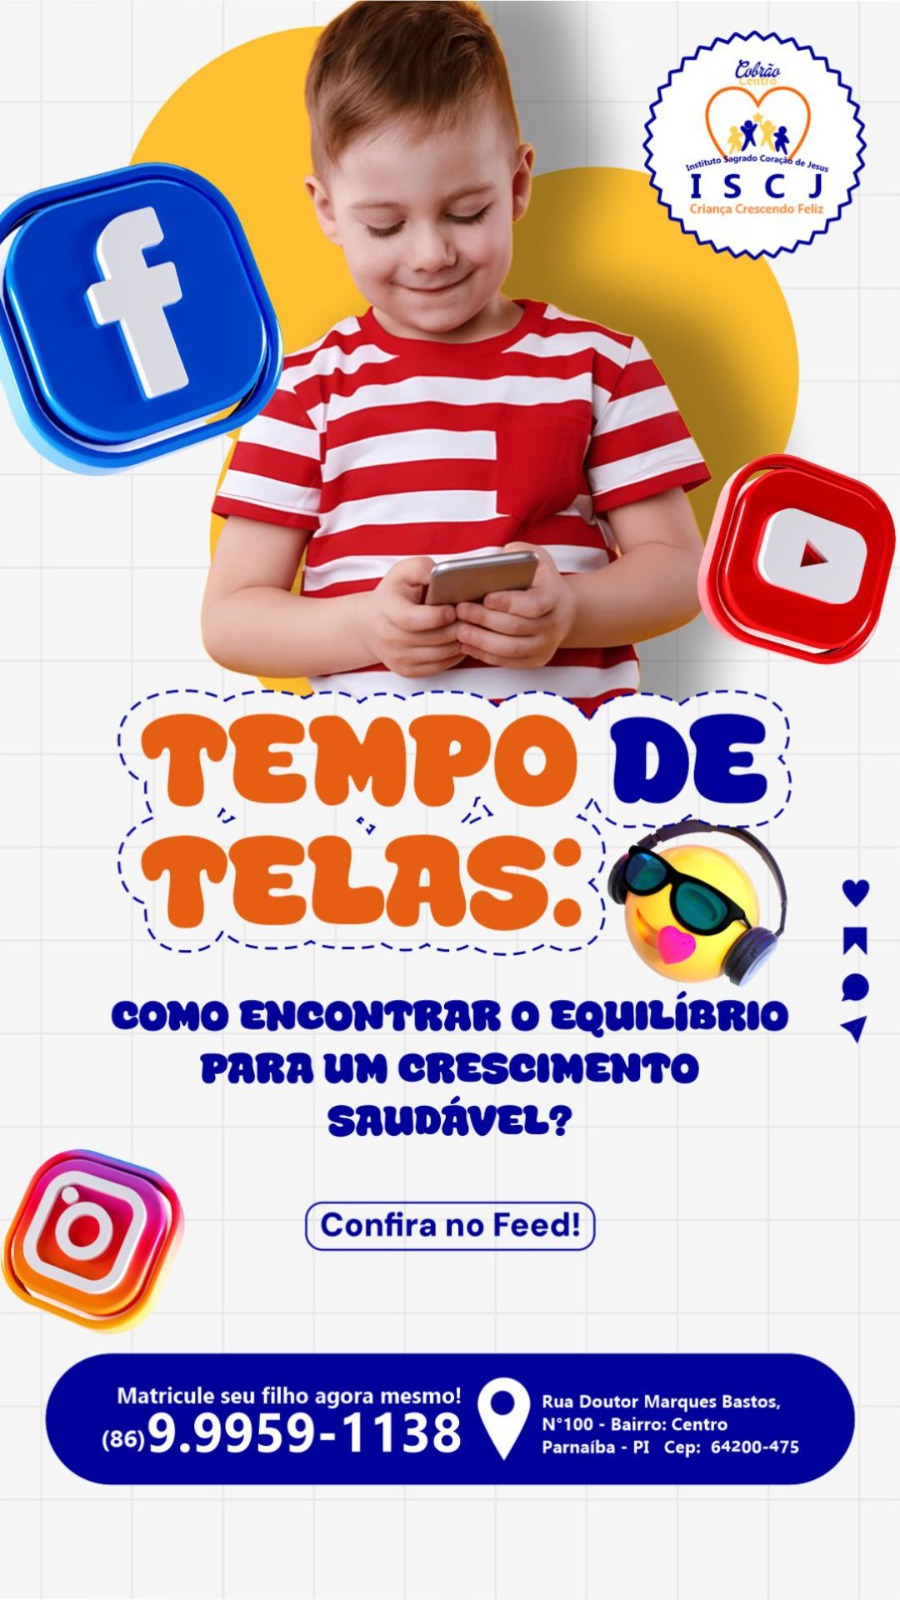 Cobrão
Centro
Instituto Sagrado Coração de Jesus
I S C J
Criança Crescendo Feliz
TEMPO DE
TELAS:
COMO ENCONTRAR O EQUILÍBRIO
PARA UM CRESCIMENTO
SAUDÁVEL?
Confira no Feed!
Matricule seu filho agora mesmo!
(86)9.9959-1138
Rua Doutor Marques Bastos,
N°100 - Bairro: Centro
Parnaíba - PI Cep: 64200-475